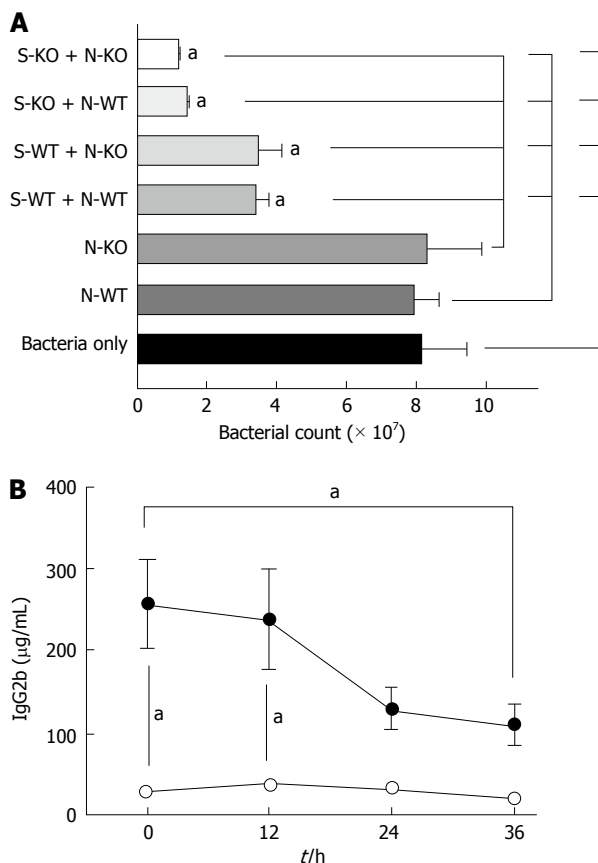 A
S-KO + N-KO
a
S-KO + N-WT
a
S-WT + N-KO
a
S-WT + N-WT
a
N-KO
N-WT
Bacteria only
0 2 4 6 8 10
Bacterial count (× 10⁷)
B
400
a
300
IgG2b (μg/mL)
200
a a
100
0
0 12 24 36
t/h